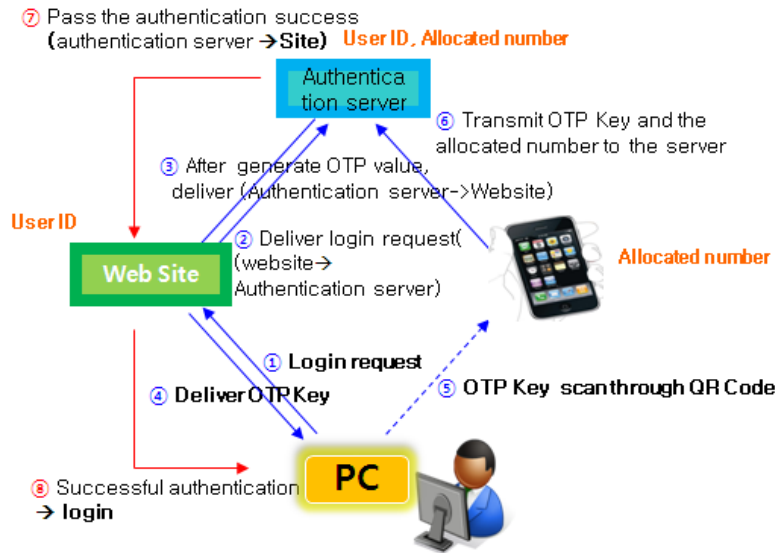 ⑦ Pass the authentication success
(authentication server →Site)
User ID, Allocated number
Authentica
tion server
⑥ Transmit OTP Key and the
allocated number to the server
③ After generate OTP value,
deliver (Authentication server->Website)
User ID
② Deliver login request(
(website→
Authentication server)
Web Site
Allocated number
① Login request
④ Deliver OTP Key
⑤ OTP Key scan through QR Code
PC
⑧ Successful authentication
→ login